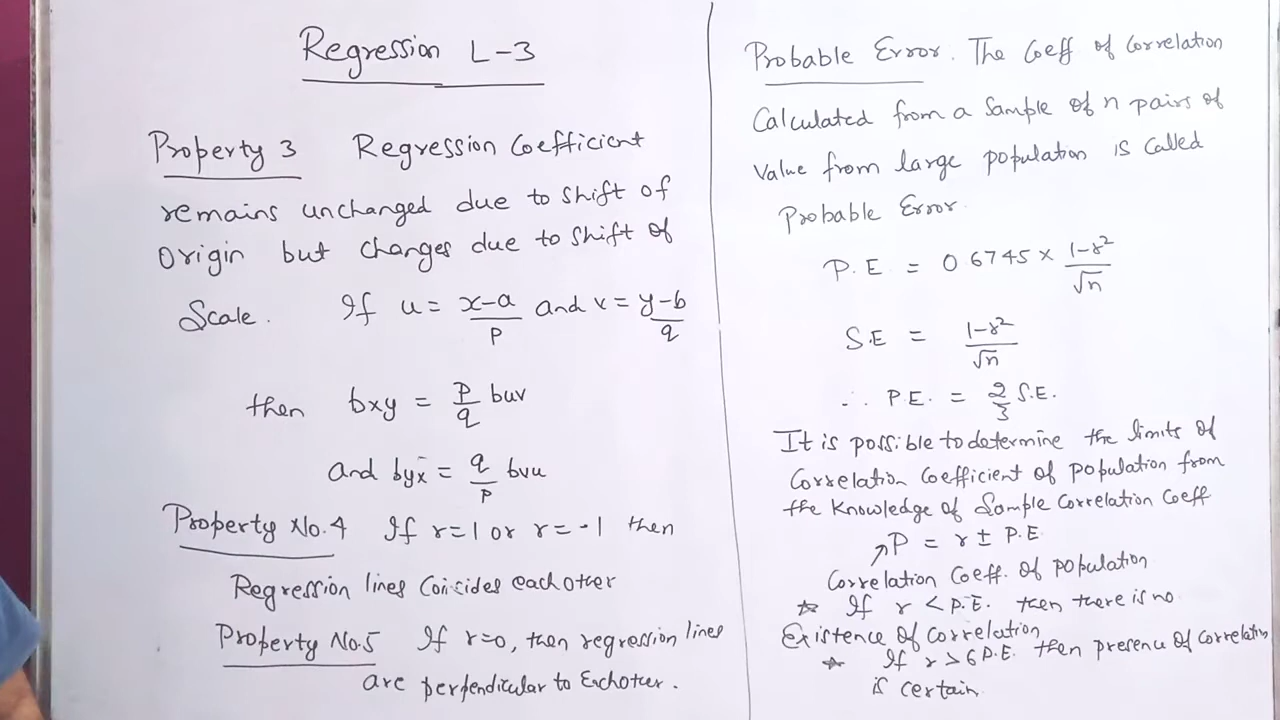 Regression L-3
Property 3 Regression Coefficient
remains unchanged due to shift of
Origin but changes due to shift of
Scale. If u = (x-a)/p and v = (y-b)/q
then bxy = p/q buv
and byx = q/p bvu
Property No.4 If r=1 or r=-1 then
Regression lines Coinsides each other
Property No.5 If r=0, then regression lines
are perpendicular to Eachother.
Probable Error. The Coeff of Correlation
Calculated from a Sample of n pairs of
Value from large population is called
Probable Error.
P.E. = 0 6745 × (1-r²)/√n
S.E = (1-r²)/√n
∴ P.E. = 2/3 S.E.
It is possible to determine the limits of
Correlation Coefficient of population from
the Knowledge of Sample Correlation Coeff
↗P = r ± P.E.
Correlation Coeff. of population
☆ If r < P.E. then there is no
Existence of Correlation
☆ If r > 6 P.E. then presence of Correlation
is certain.